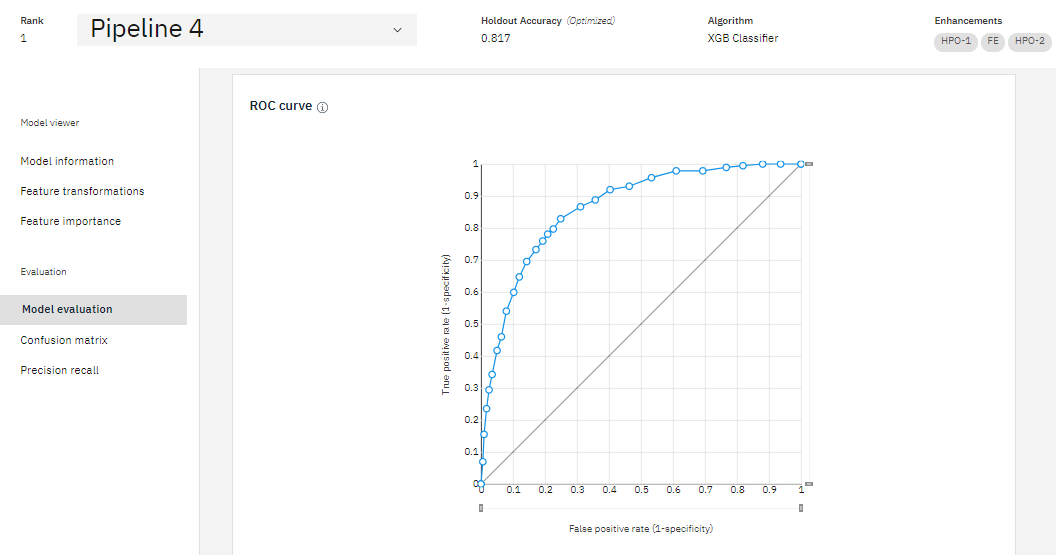 Rank
1
Pipeline 4
Holdout Accuracy (Optimized)
0.817
Algorithm
XGB Classifier
Enhancements
HPO-1 FE HPO-2
Model viewer
Model information
Feature transformations
Feature importance
Evaluation
Model evaluation
Confusion matrix
Precision recall
ROC curve
True positive rate (1-specificity)
1
0.9
0.8
0.7
0.6
0.5
0.4
0.3
0.2
0.1
0
0 0.1 0.2 0.3 0.4 0.5 0.6 0.7 0.8 0.9 1
False positive rate (1-specificity)